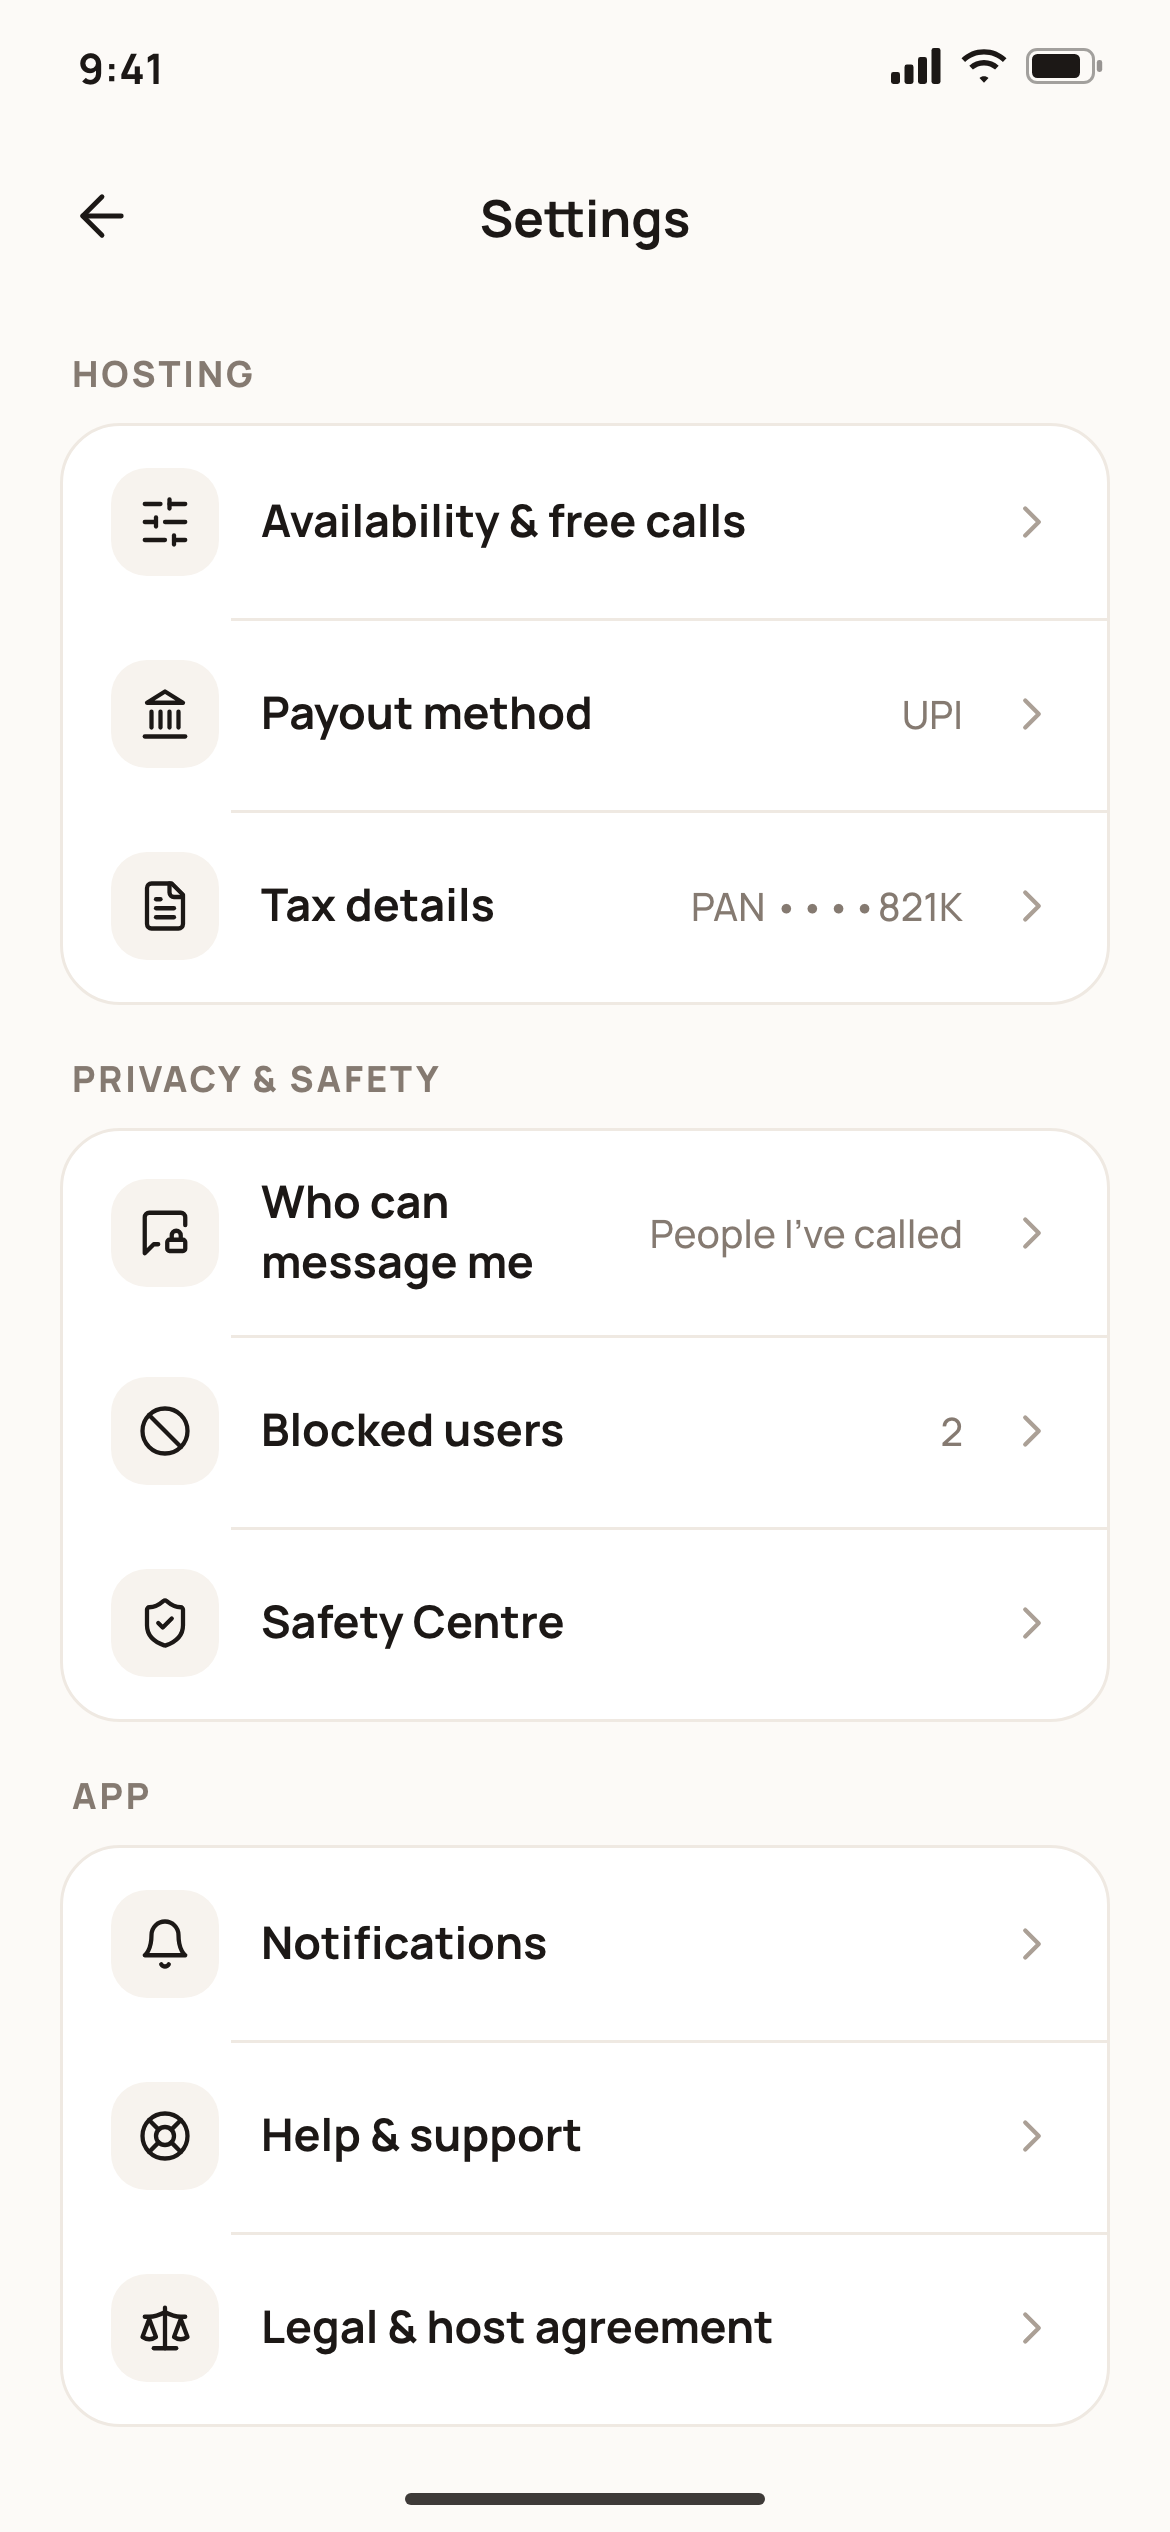 9:41
Settings
HOSTING
Availability & free calls
Payout method UPI
Tax details PAN ••••821K
PRIVACY & SAFETY
Who can
message me People I’ve called
Blocked users 2
Safety Centre
APP
Notifications
Help & support
Legal & host agreement